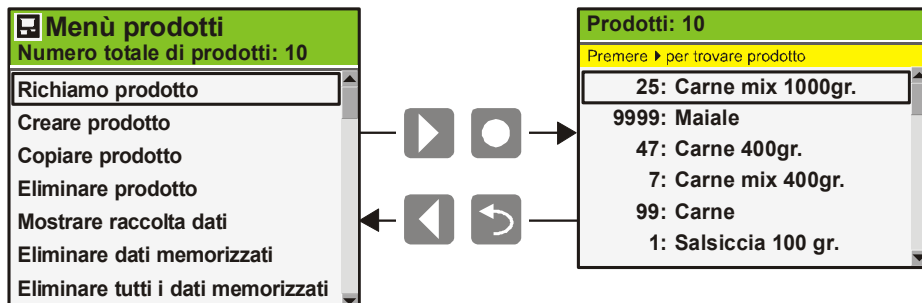 Menù prodotti
Numero totale di prodotti: 10
Richiamo prodotto
Creare prodotto
Copiare prodotto
Eliminare prodotto
Mostrare raccolta dati
Eliminare dati memorizzati
Eliminare tutti i dati memorizzati
Prodotti: 10
Premere ▶ per trovare prodotto
25: Carne mix 1000gr.
9999: Maiale
47: Carne 400gr.
7: Carne mix 400gr.
99: Carne
1: Salsiccia 100 gr.